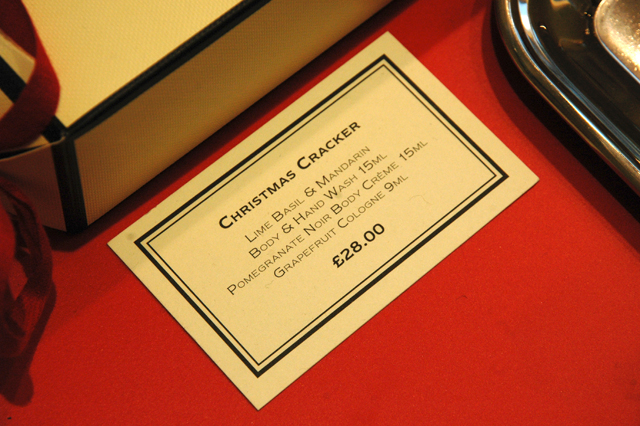 CHRISTMAS CRACKER
LIME BASIL & MANDARIN
BODY & HAND WASH 15ML
POMEGRANATE NOIR BODY CRÈME 15ML
GRAPEFRUIT COLOGNE 9ML
£28.00